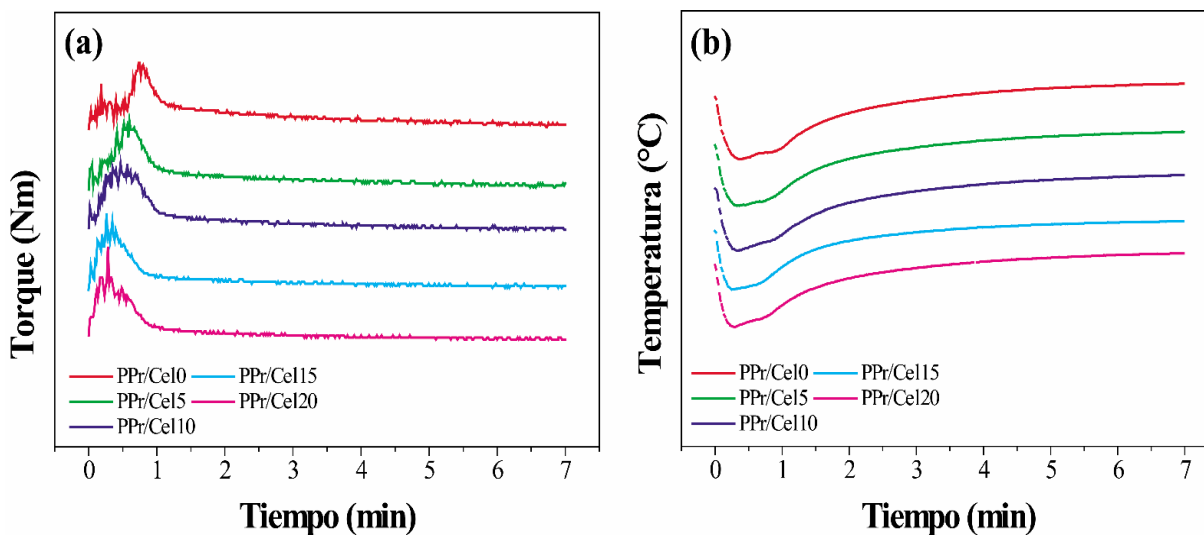 (a)
Torque (Nm)
PPr/Cel0
PPr/Cel5
PPr/Cel10
PPr/Cel15
PPr/Cel20
0 1 2 3 4 5 6 7
Tiempo (min)
(b)
Temperatura (°C)
PPr/Cel0
PPr/Cel5
PPr/Cel10
PPr/Cel15
PPr/Cel20
0 1 2 3 4 5 6 7
Tiempo (min)